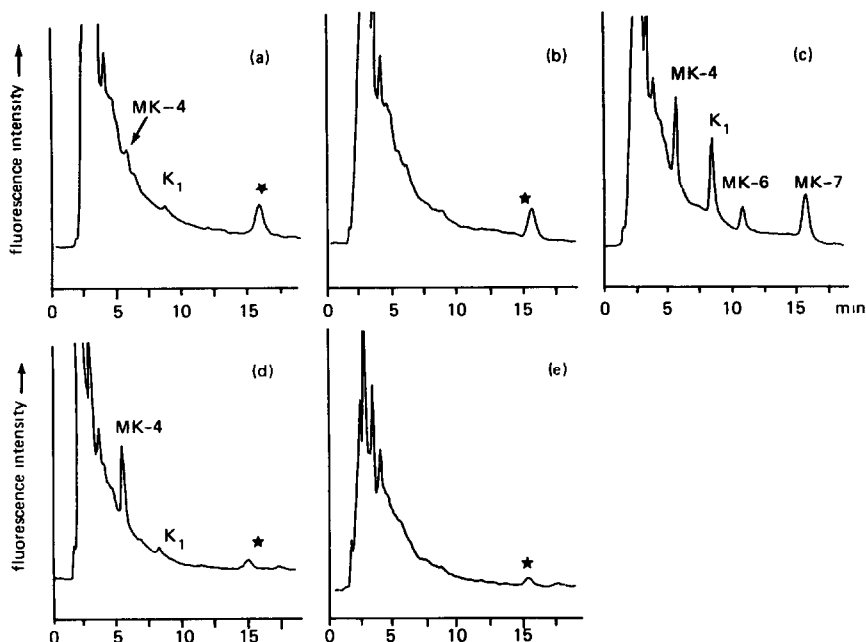 fluorescence intensity →
(a)
MK-4
K1
★
0 5 10 15
(b)
★
0 5 10 15
(c)
MK-4
K1
MK-6
MK-7
0 5 10 15 min
fluorescence intensity →
(d)
MK-4
K1
★
0 5 10 15
(e)
★
0 5 10 15